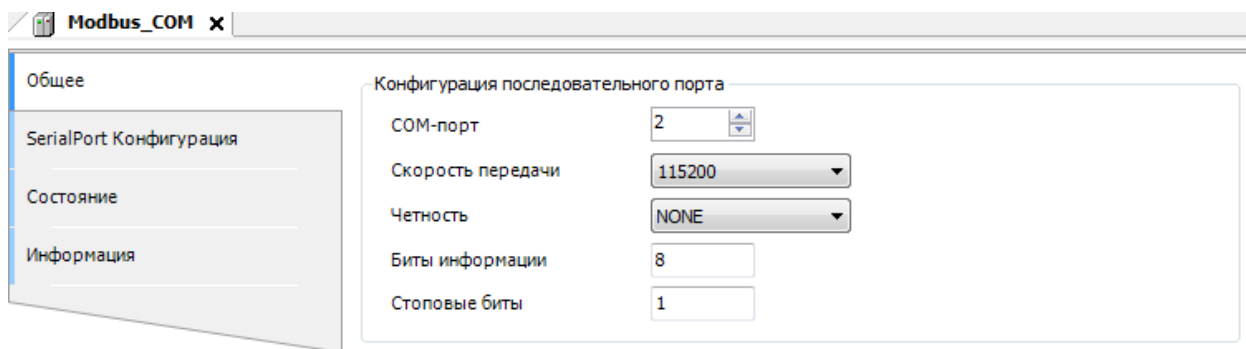 Modbus_COM x
Общее
SerialPort Конфигурация
Состояние
Информация
Конфигурация последовательного порта
COM-порт 2
Скорость передачи 115200
Четность NONE
Биты информации 8
Стоповые биты 1